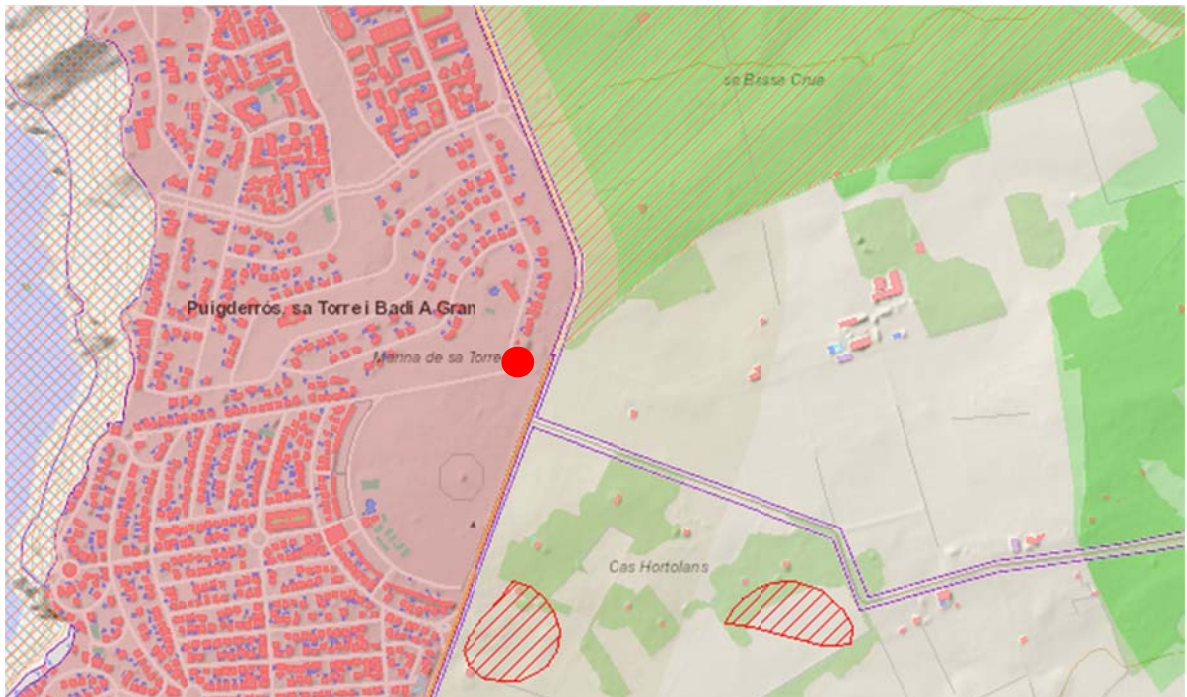 sa Bassa Crua
Puigderrós, sa Torre i Badi A Gran
Marina de sa Torre
Cas Hortolans